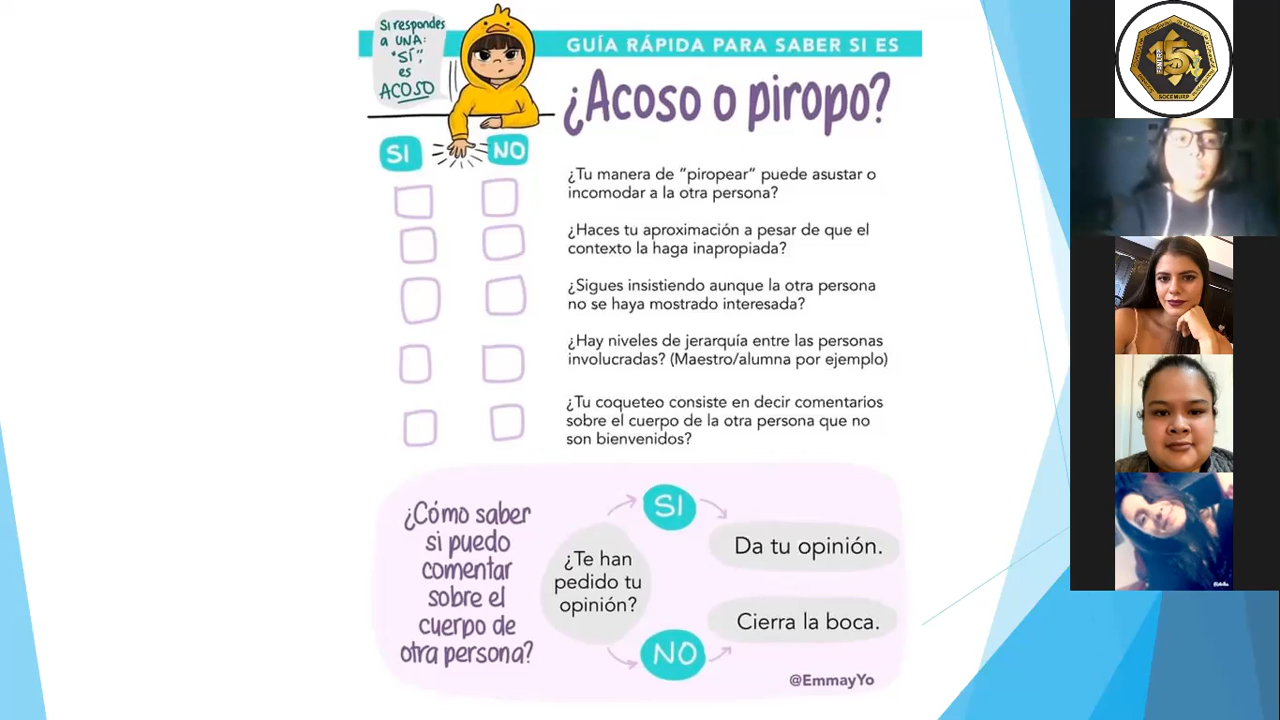 Si respondes
a UNA:
"SÍ",
es
ACOSO
GUÍA RÁPIDA PARA SABER SI ES
¿Acoso o piropo?
SI
NO
¿Tu manera de "piropear" puede asustar o
incomodar a la otra persona?
¿Haces tu aproximación a pesar de que el
contexto la haga inapropiada?
¿Sigues insistiendo aunque la otra persona
no se haya mostrado interesada?
¿Hay niveles de jerarquía entre las personas
involucradas? (Maestro/alumna por ejemplo)
¿Tu coqueteo consiste en decir comentarios
sobre el cuerpo de la otra persona que no
son bienvenidos?
¿Cómo saber
si puedo
comentar
sobre el
cuerpo de
otra persona?
¿Te han
pedido tu
opinión?
SI
Da tu opinión.
NO
Cierra la boca.
@EmmayYo
15
SOCEMURP